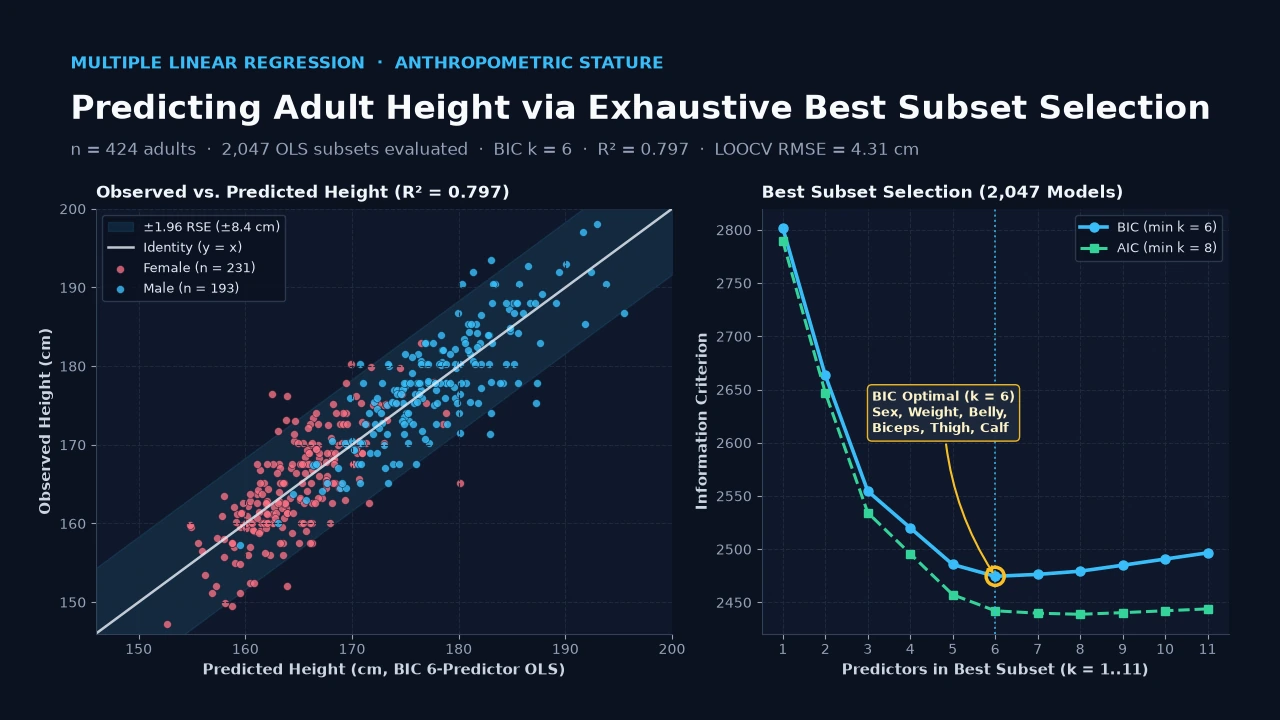 MULTIPLE LINEAR REGRESSION · ANTHROPOMETRIC STATURE
Predicting Adult Height via Exhaustive Best Subset Selection
n = 424 adults · 2,047 OLS subsets evaluated · BIC k = 6 · R² = 0.797 · LOOCV RMSE = 4.31 cm
Observed vs. Predicted Height (R² = 0.797)
±1.96 RSE (±8.4 cm)
Identity (y = x)
Female (n = 231)
Male (n = 193)
200
190
180
170
160
150
Observed Height (cm)
150 160 170 180 190 200
Predicted Height (cm, BIC 6-Predictor OLS)
Best Subset Selection (2,047 Models)
BIC (min k = 6)
AIC (min k = 8)
2800
2750
2700
2650
2600
2550
2500
2450
Information Criterion
BIC Optimal (k = 6)
Sex, Weight, Belly,
Biceps, Thigh, Calf
1 2 3 4 5 6 7 8 9 10 11
Predictors in Best Subset (k = 1..11)